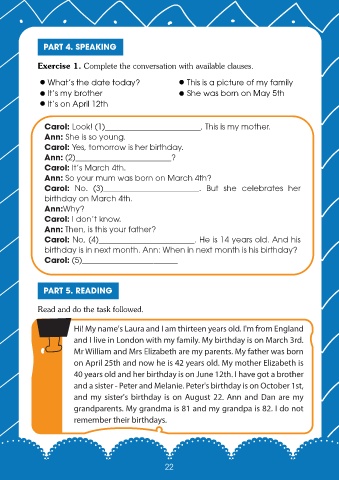 PART 4. SPEAKING
Exercise 1. Complete the conversation with available clauses.
● What's the date today? ● This is a picture of my family
● It's my brother ● She was born on May 5th
● It's on April 12th
Carol: Look! (1)______________________. This is my mother.
Ann: She is so young.
Carol: Yes, tomorrow is her birthday.
Ann: (2)______________________?
Carol: It's March 4th.
Ann: So your mum was born on March 4th?
Carol: No. (3)______________________. But she celebrates her
birthday on March 4th.
Ann:Why?
Carol: I don't know.
Ann: Then, is this your father?
Carol: No, (4)______________________. He is 14 years old. And his
birthday is in next month. Ann: When in next month is his birthday?
Carol: (5)______________________
PART 5. READING
Read and do the task followed.
Hi! My name's Laura and I am thirteen years old. I'm from England
and I live in London with my family. My birthday is on March 3rd.
Mr William and Mrs Elizabeth are my parents. My father was born
on April 25th and now he is 42 years old. My mother Elizabeth is
40 years old and her birthday is on June 12th. I have got a brother
and a sister - Peter and Melanie. Peter's birthday is on October 1st,
and my sister's birthday is on August 22. Ann and Dan are my
grandparents. My grandma is 81 and my grandpa is 82. I do not
remember their birthdays.
22